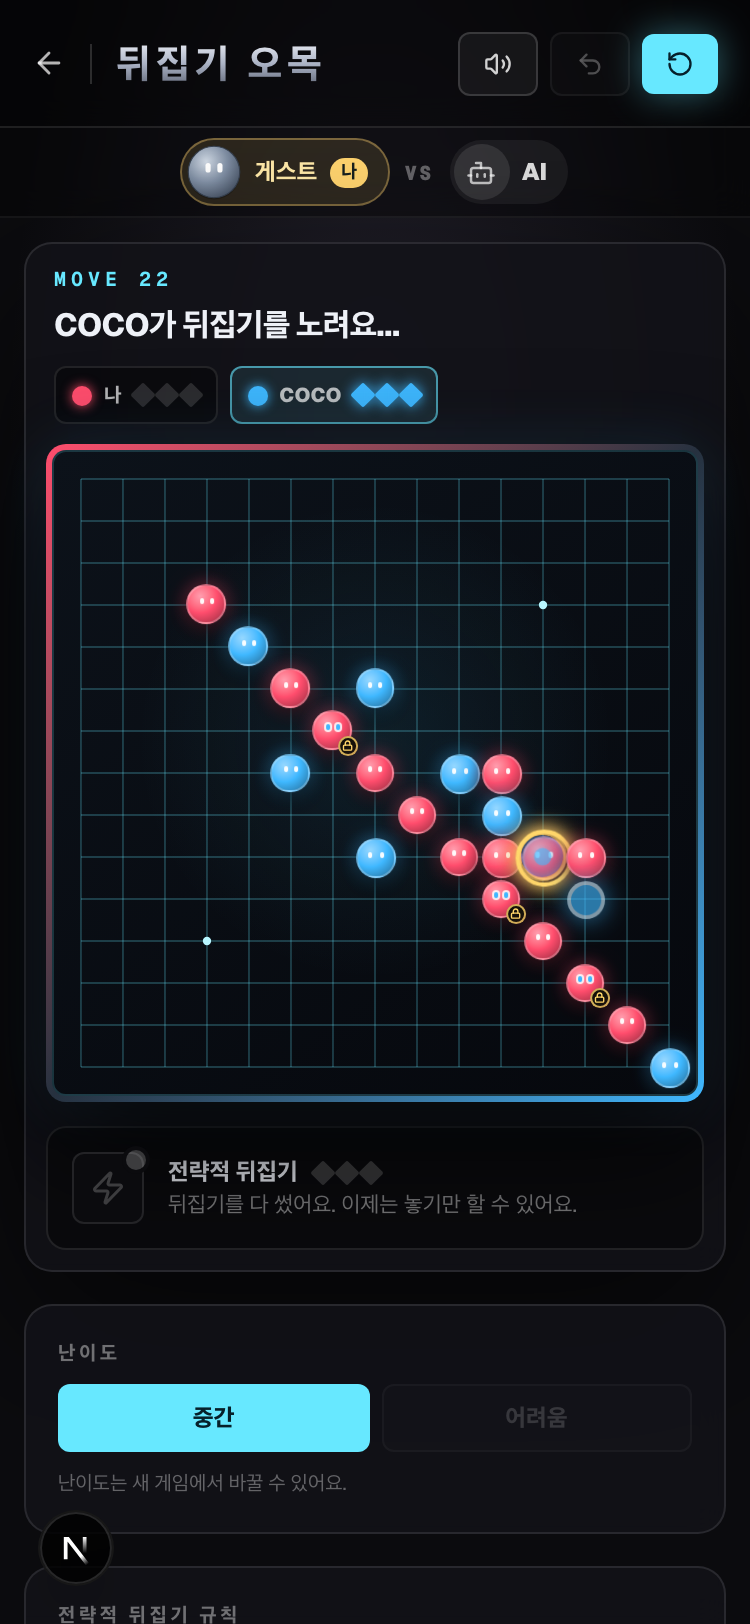 뒤집기 오목
게스트 나 VS AI
MOVE 22
COCO가 뒤집기를 노려요...
나 COCO
전략적 뒤집기
뒤집기를 다 썼어요. 이제는 놓기만 할 수 있어요.
난이도
중간 어려움
난이도는 새 게임에서 바꿀 수 있어요.
N
전략적 뒤집기 규칙